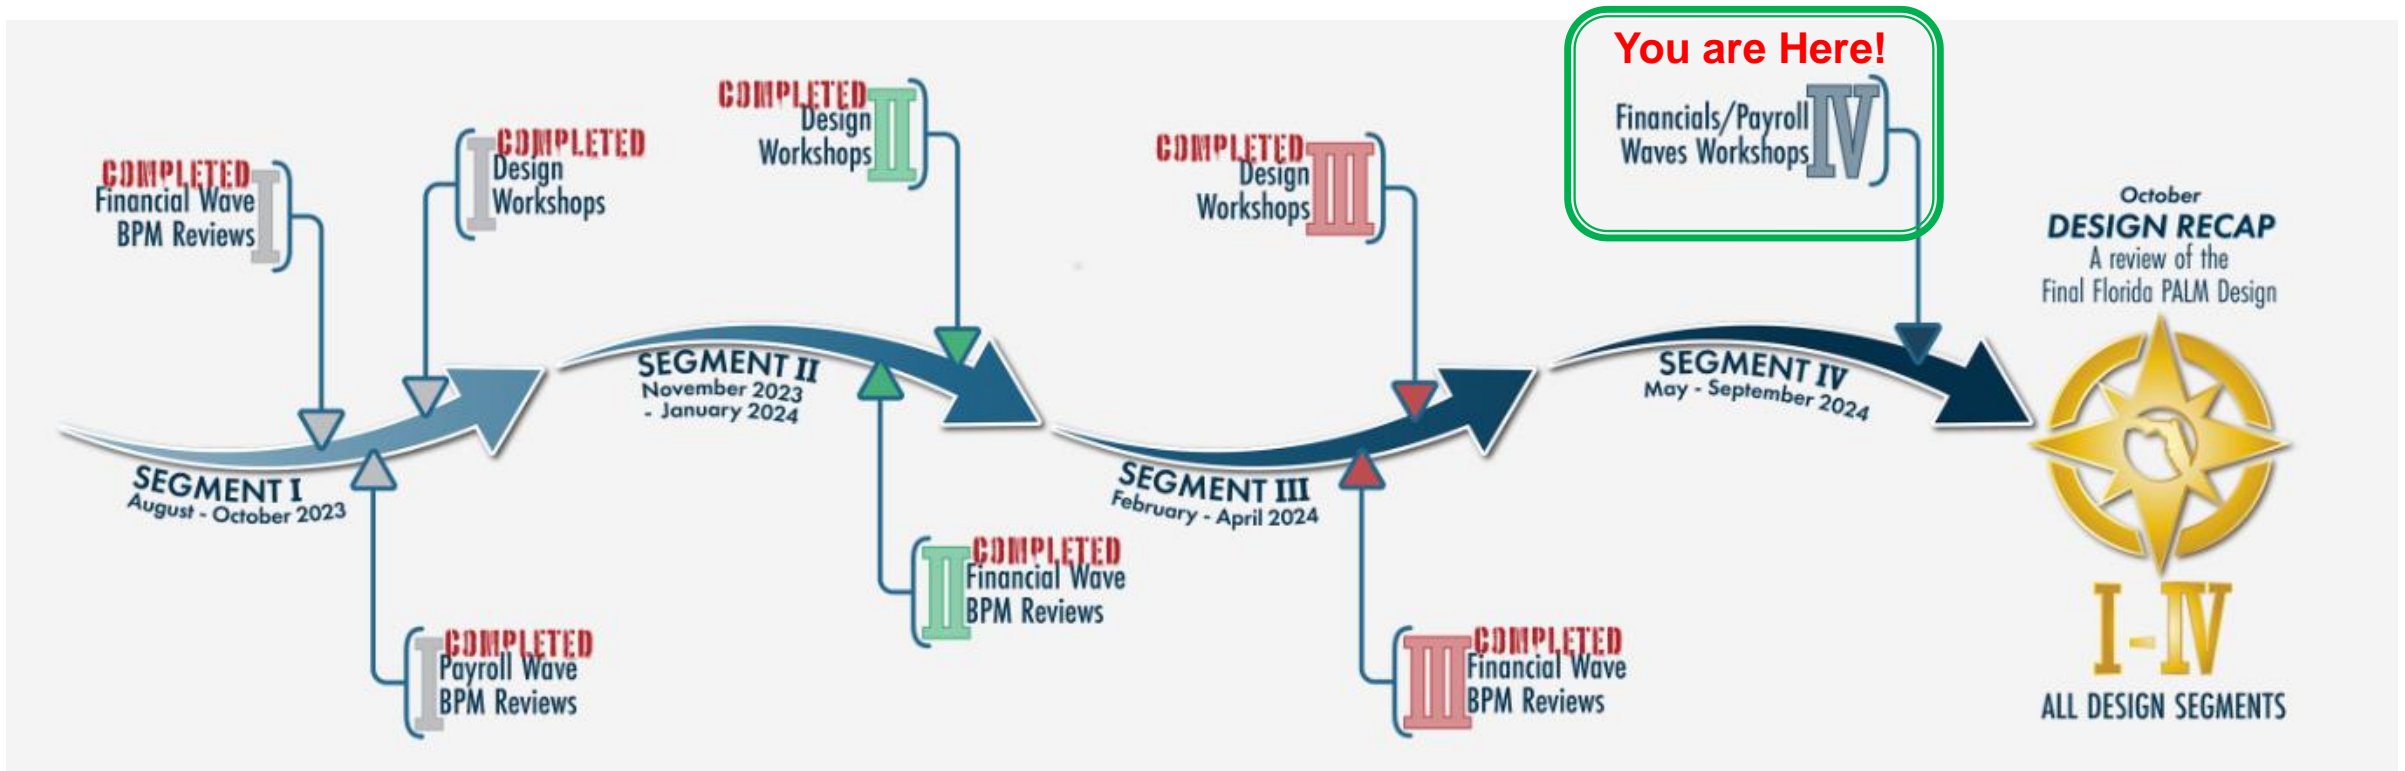 COMPLETED
Financial Wave
BPM Reviews
I
I
COMPLETED
Design
Workshops
SEGMENT I
August - October 2023
I
COMPLETED
Payroll Wave
BPM Reviews
COMPLETED
Design
Workshops
II
SEGMENT II
November 2023
- January 2024
II
COMPLETED
Financial Wave
BPM Reviews
COMPLETED
Design
Workshops
III
SEGMENT III
February - April 2024
III
COMPLETED
Financial Wave
BPM Reviews
You are Here!
Financials/Payroll
Waves Workshops
IV
SEGMENT IV
May - September 2024
October
DESIGN RECAP
A review of the
Final Florida PALM Design
I-IV
ALL DESIGN SEGMENTS